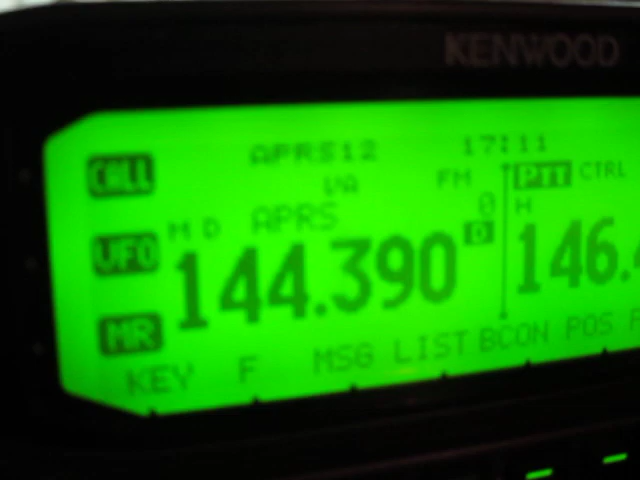 KENWOOD
APRS12 17:11
CALL FM PTT CTRL
M D APRS 0 H
VFO 144.390 D 146.4
MR
KEY F MSG LIST BCON POS